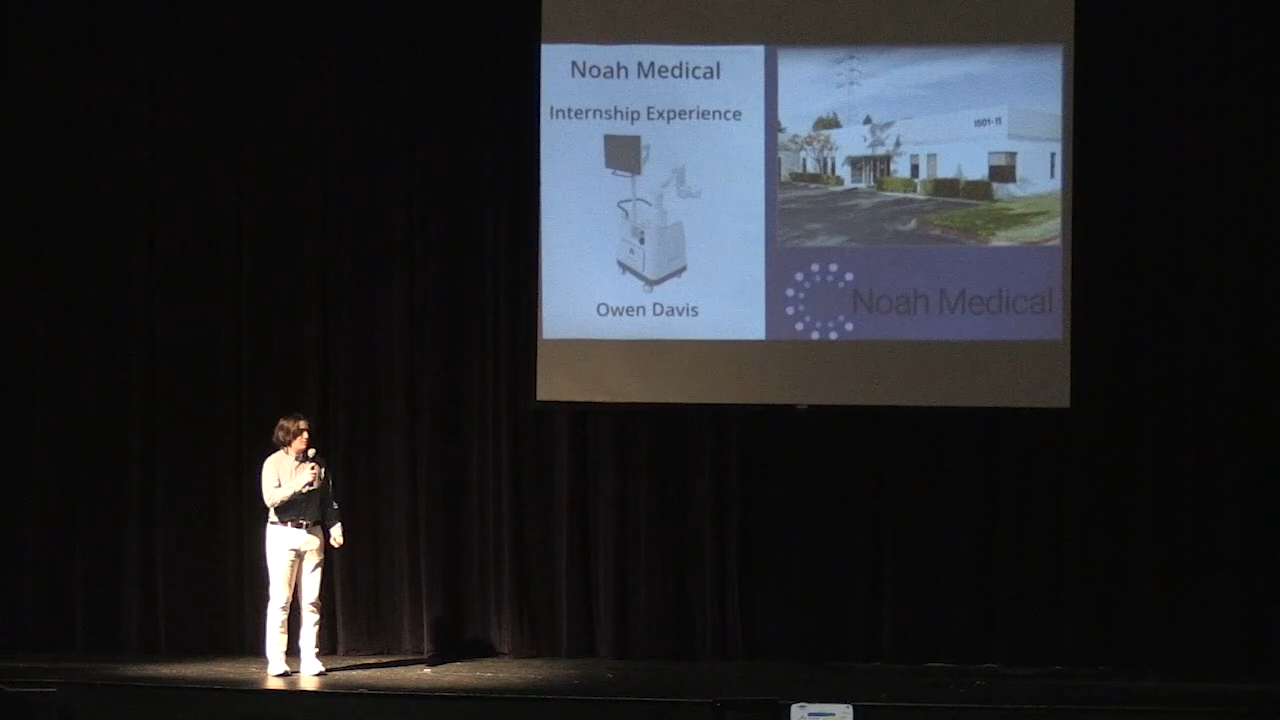 Noah Medical
Internship Experience
Owen Davis
1501-11
Noah Medical